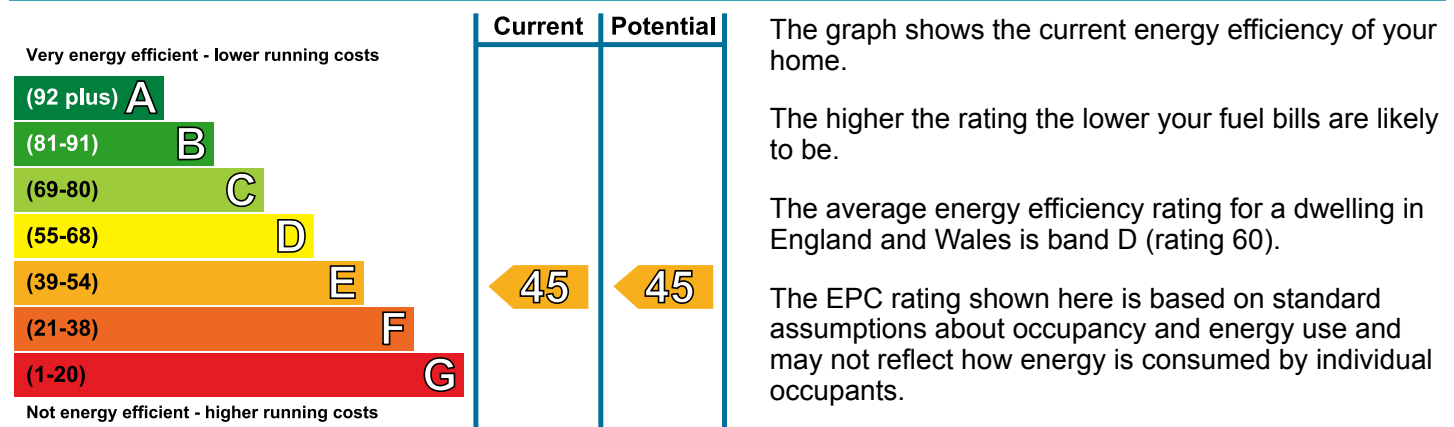 Current Potential
Very energy efficient - lower running costs
(92 plus) A
(81-91) B
(69-80) C
(55-68) D
(39-54) E 45 45
(21-38) F
(1-20) G
Not energy efficient - higher running costs
The graph shows the current energy efficiency of your
home.
The higher the rating the lower your fuel bills are likely
to be.
The average energy efficiency rating for a dwelling in
England and Wales is band D (rating 60).
The EPC rating shown here is based on standard
assumptions about occupancy and energy use and
may not reflect how energy is consumed by individual
occupants.